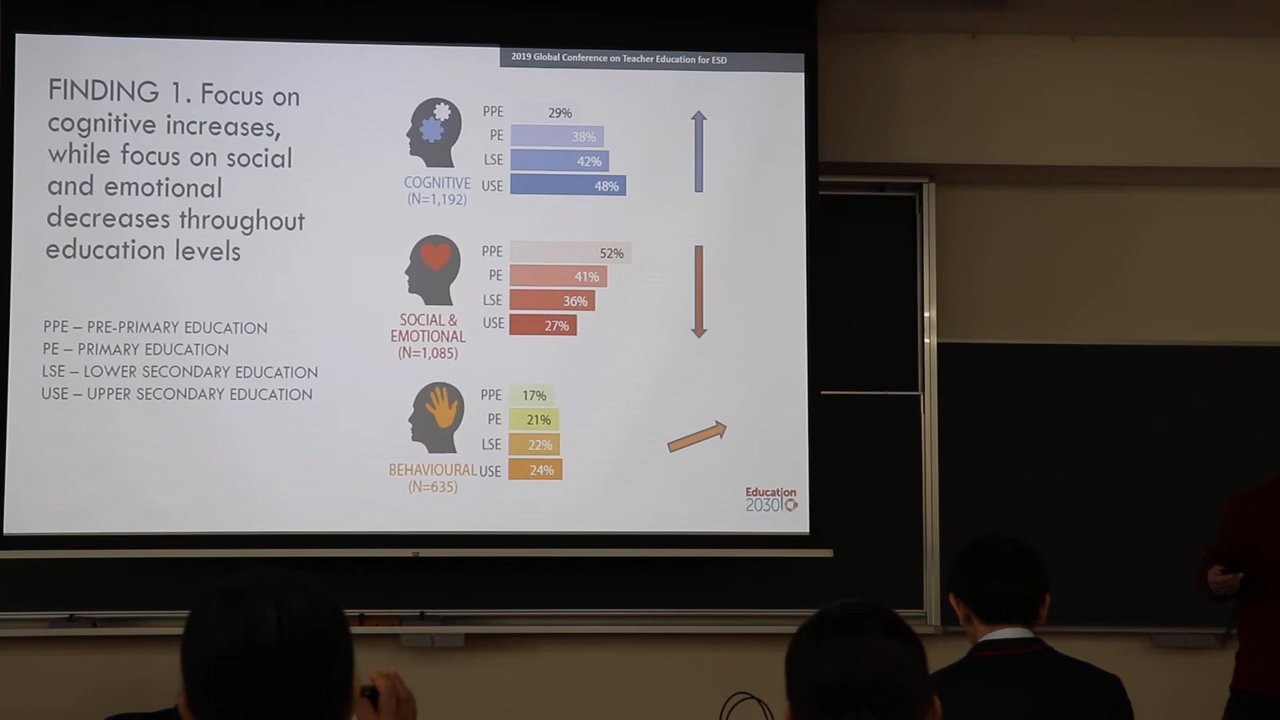 2019 Global Conference on Teacher Education for ESD
FINDING 1. Focus on
cognitive increases,
while focus on social
and emotional
decreases throughout
education levels
PPE – PRE-PRIMARY EDUCATION
PE – PRIMARY EDUCATION
LSE – LOWER SECONDARY EDUCATION
USE – UPPER SECONDARY EDUCATION
PPE 29%
PE 38%
LSE 42%
USE 48%
COGNITIVE
(N=1,192)
PPE 52%
PE 41%
LSE 36%
USE 27%
SOCIAL &
EMOTIONAL
(N=1,085)
PPE 17%
PE 21%
LSE 22%
USE 24%
BEHAVIOURAL
(N=635)
Education
2030